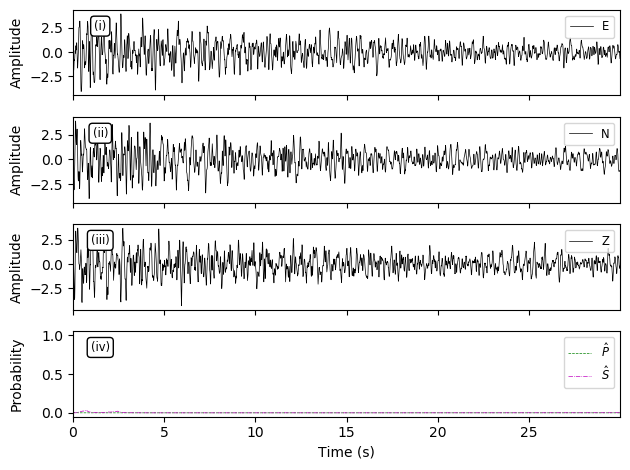 Amplitude
2.5
0.0
−2.5
(i)
E
Amplitude
2.5
0.0
−2.5
(ii)
N
Amplitude
2.5
0.0
−2.5
(iii)
Z
Probability
1.0
0.5
0.0
(iv)
P̂
Ŝ
0 5 10 15 20 25
Time (s)